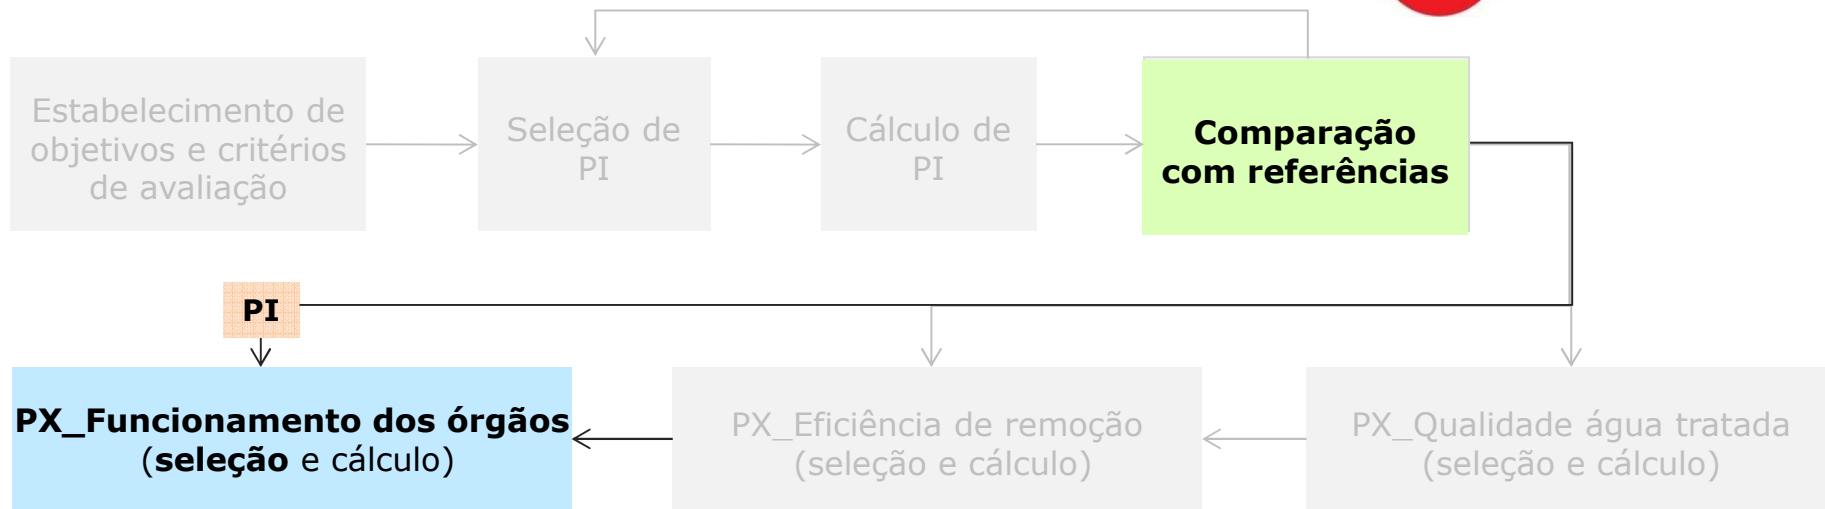 Estabelecimento de
objetivos e critérios
de avaliação
Seleção de
PI
Cálculo de
PI
Comparação
com referências
PI
PX_Funcionamento dos órgãos
(seleção e cálculo)
PX_Eficiência de remoção
(seleção e cálculo)
PX_Qualidade água tratada
(seleção e cálculo)